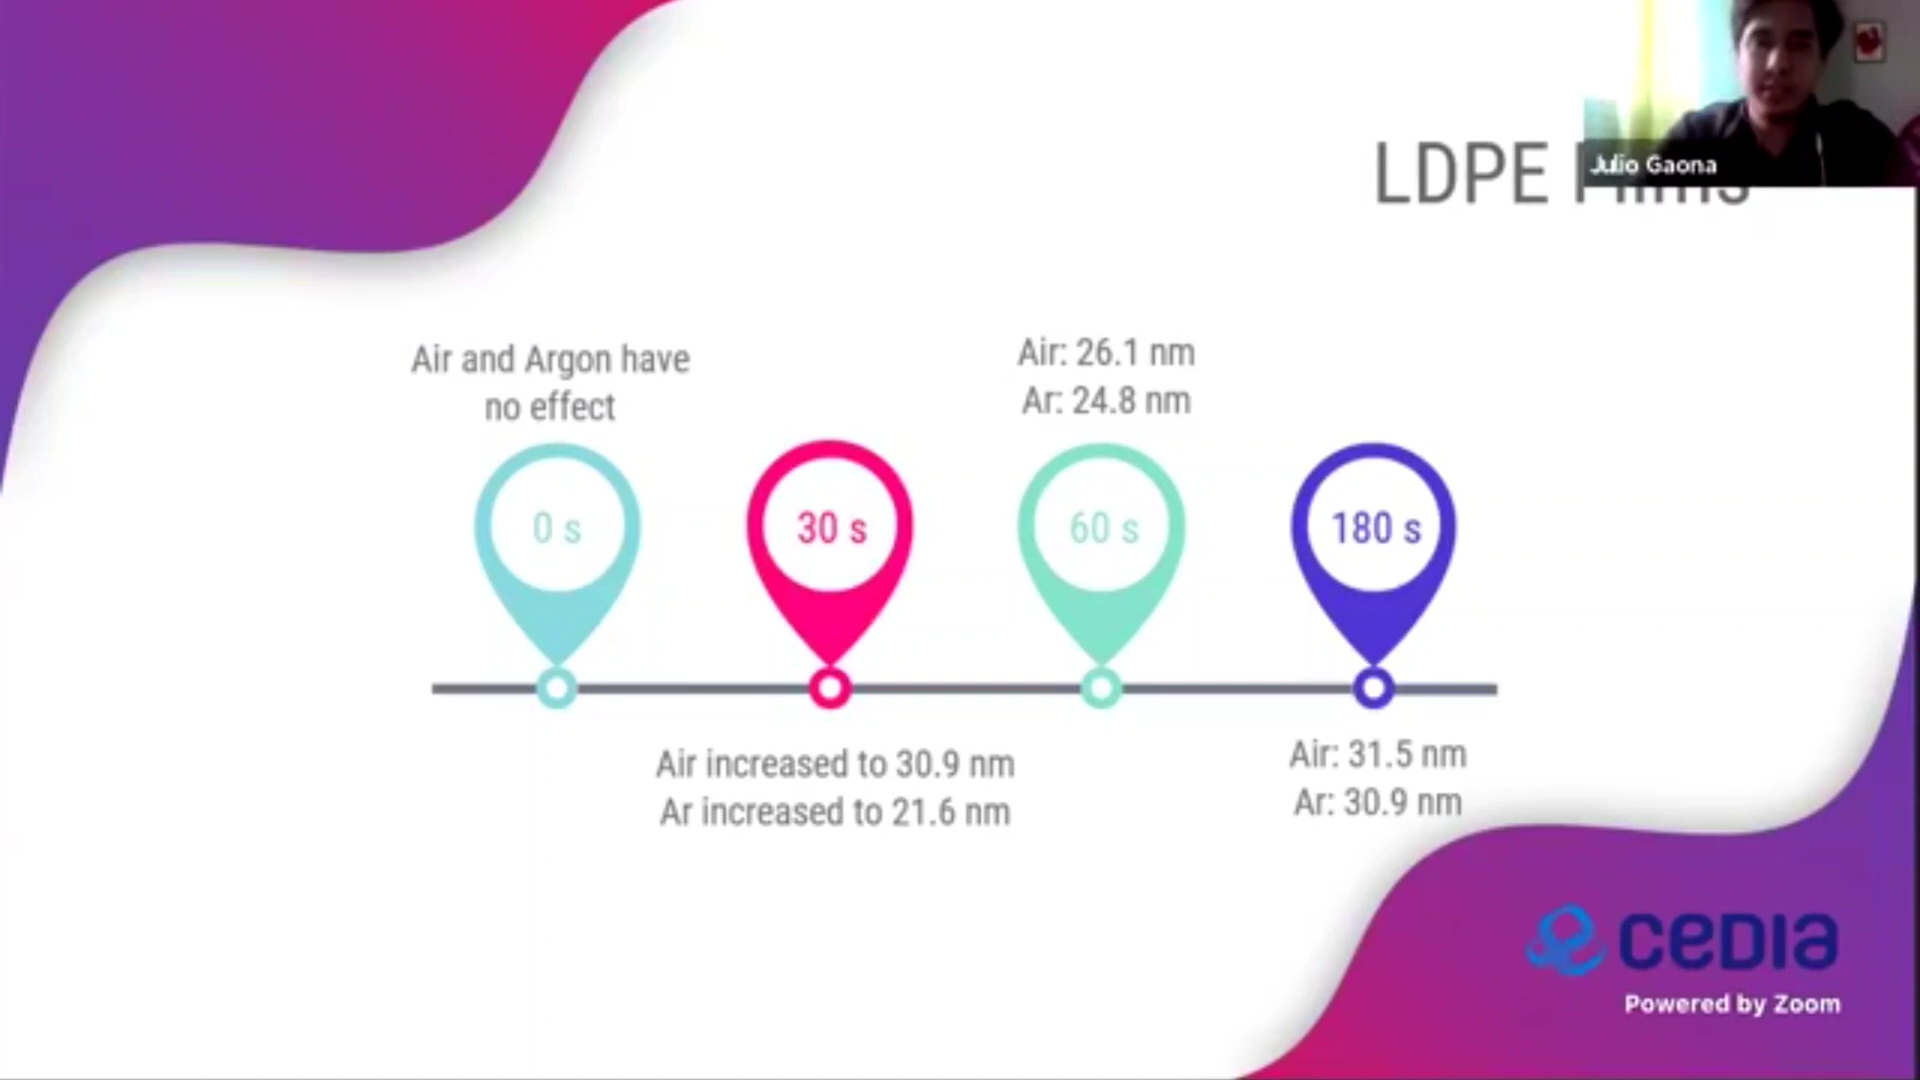 Julio Gaona
LDPE Films
Air and Argon have
no effect
Air: 26.1 nm
Ar: 24.8 nm
0 s
30 s
60 s
180 s
Air increased to 30.9 nm
Ar increased to 21.6 nm
Air: 31.5 nm
Ar: 30.9 nm
CEDIA
Powered by Zoom